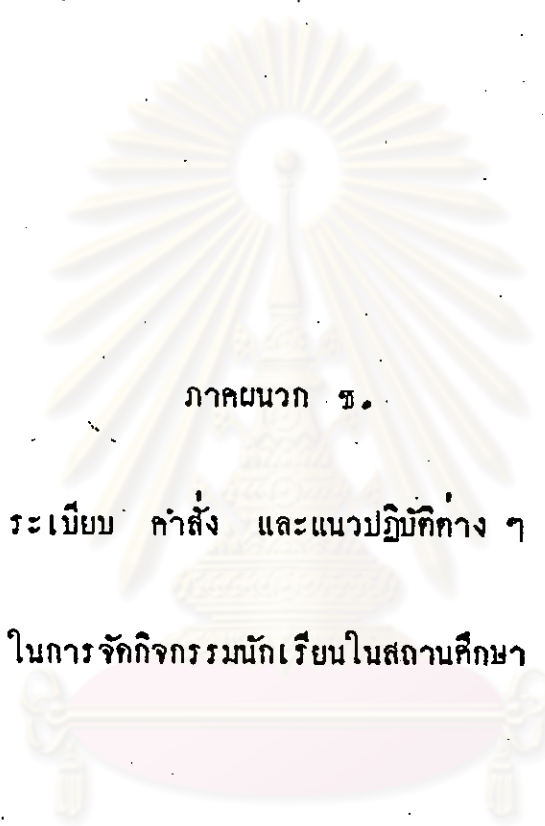 ภาคผนวก ช.
ระเบียบ คำสั่ง และแนวปฏิบัติต่าง ๆ
ในการจัดกิจกรรมนักเรียนในสถานศึกษา